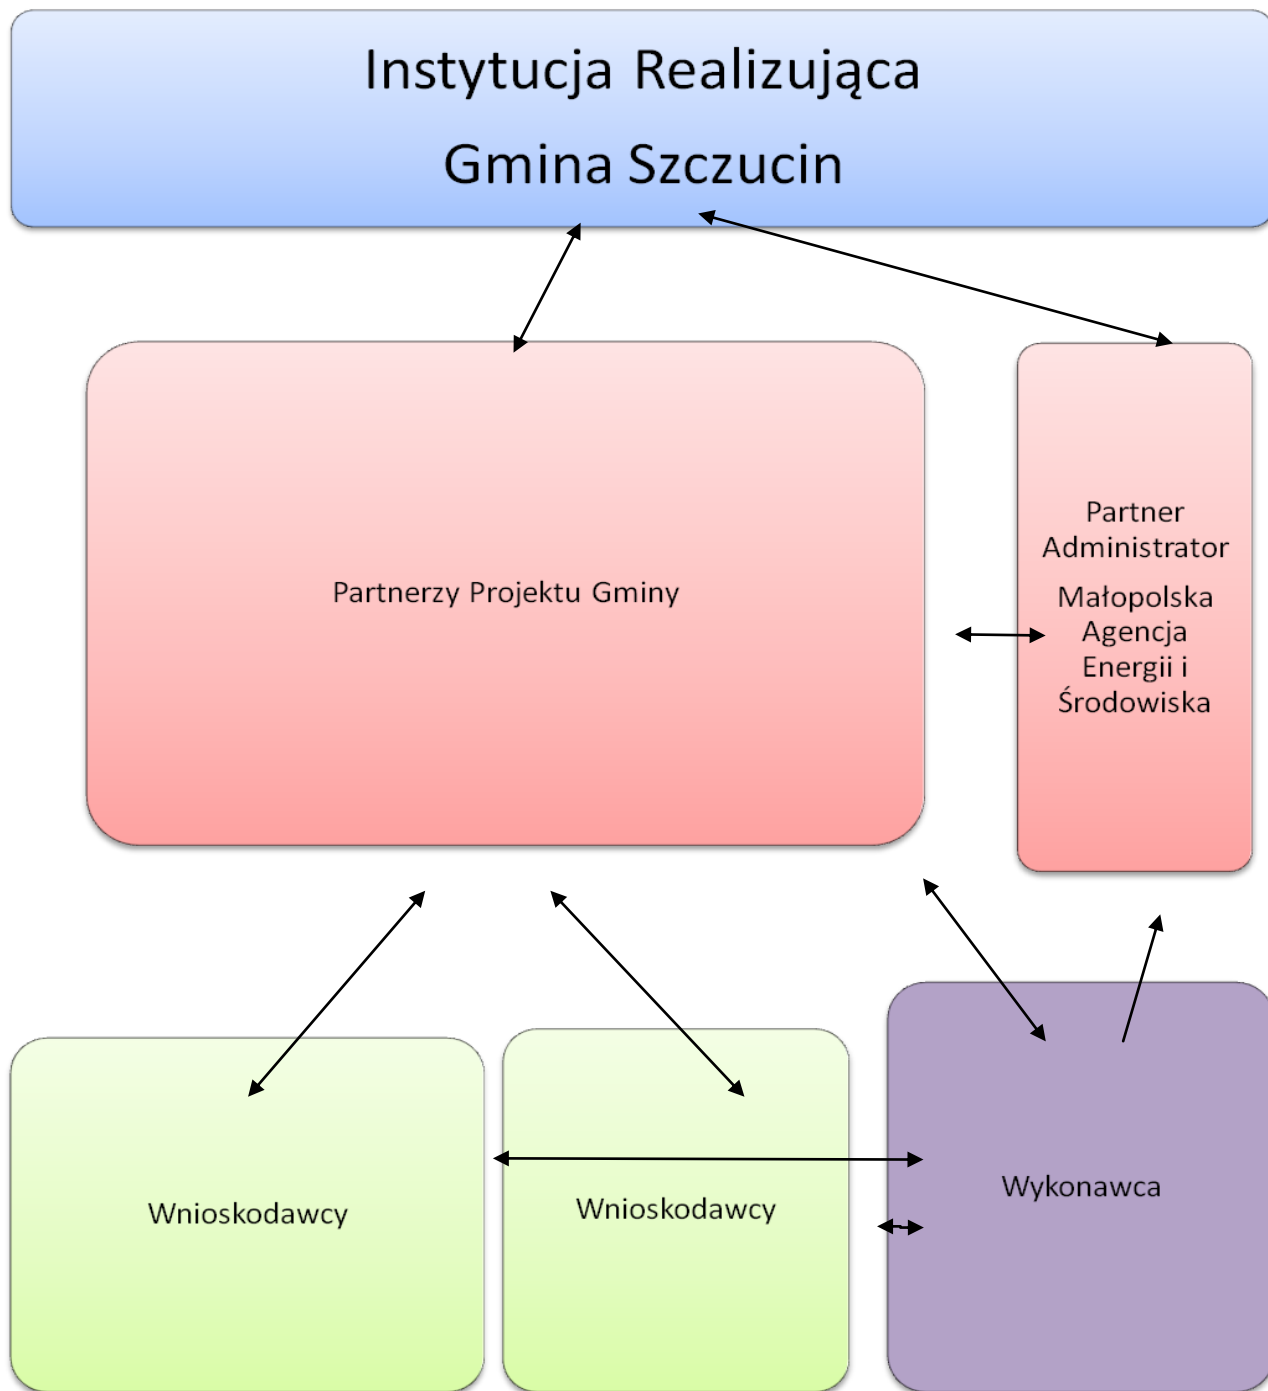 Instytucja Realizująca
Gmina Szczucin
Partnerzy Projektu Gminy
Partner
Administrator
Małopolska
Agencja
Energii i
Środowiska
Wnioskodawcy
Wnioskodawcy
Wykonawca